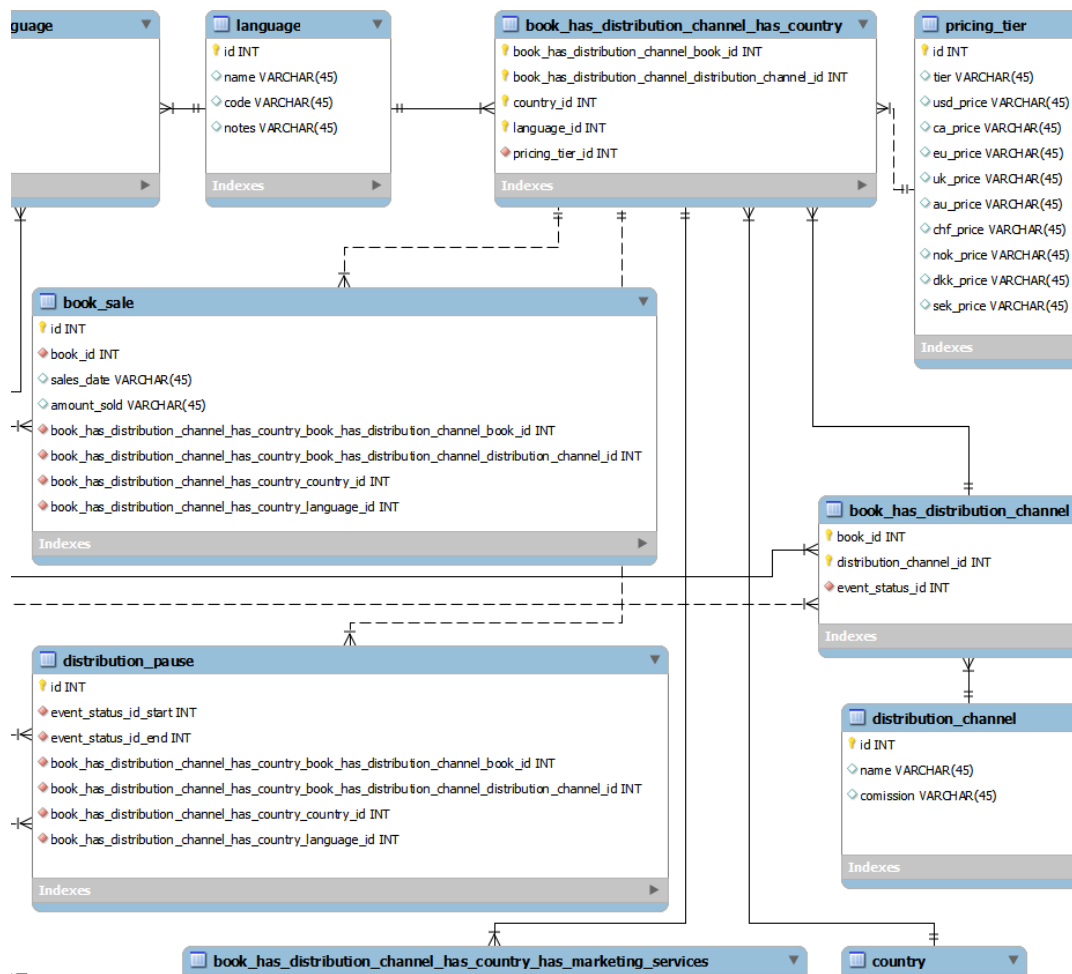 guage
language
id INT
name VARCHAR(45)
code VARCHAR(45)
notes VARCHAR(45)
Indexes
book_has_distribution_channel_has_country
book_has_distribution_channel_book_id INT
book_has_distribution_channel_distribution_channel_id INT
country_id INT
language_id INT
pricing_tier_id INT
Indexes
pricing_tier
id INT
tier VARCHAR(45)
usd_price VARCHAR(45)
ca_price VARCHAR(45)
eu_price VARCHAR(45)
uk_price VARCHAR(45)
au_price VARCHAR(45)
chf_price VARCHAR(45)
nok_price VARCHAR(45)
dkk_price VARCHAR(45)
sek_price VARCHAR(45)
Indexes
book_sale
id INT
book_id INT
sales_date VARCHAR(45)
amount_sold VARCHAR(45)
book_has_distribution_channel_has_country_book_has_distribution_channel_book_id INT
book_has_distribution_channel_has_country_book_has_distribution_channel_distribution_channel_id INT
book_has_distribution_channel_has_country_country_id INT
book_has_distribution_channel_has_country_language_id INT
Indexes
book_has_distribution_channel
book_id INT
distribution_channel_id INT
event_status_id INT
Indexes
distribution_pause
id INT
event_status_id_start INT
event_status_id_end INT
book_has_distribution_channel_has_country_book_has_distribution_channel_book_id INT
book_has_distribution_channel_has_country_book_has_distribution_channel_distribution_channel_id INT
book_has_distribution_channel_has_country_country_id INT
book_has_distribution_channel_has_country_language_id INT
Indexes
distribution_channel
id INT
name VARCHAR(45)
comission VARCHAR(45)
Indexes
book_has_distribution_channel_has_country_has_marketing_services
country